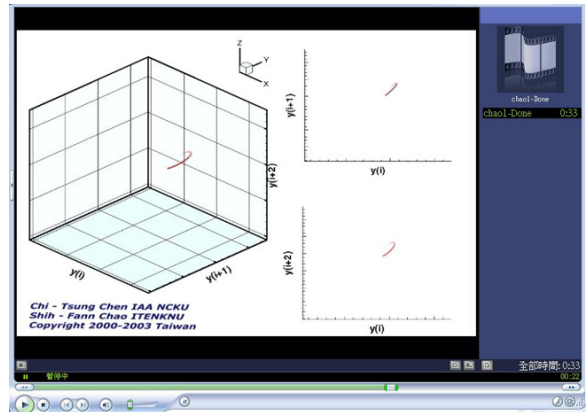 Z
Y
X
y(i+2)
y(i)
y(i+1)
y(i+1)
y(i)
y(i+2)
y(i)
Chi - Tsung Chen IAA NCKU
Shih - Fann Chao ITENKNU
Copyright 2000-2003 Taiwan
chao1-Done
chao1-Done 0:33
全部時間: 0:33
暫停中 00:22